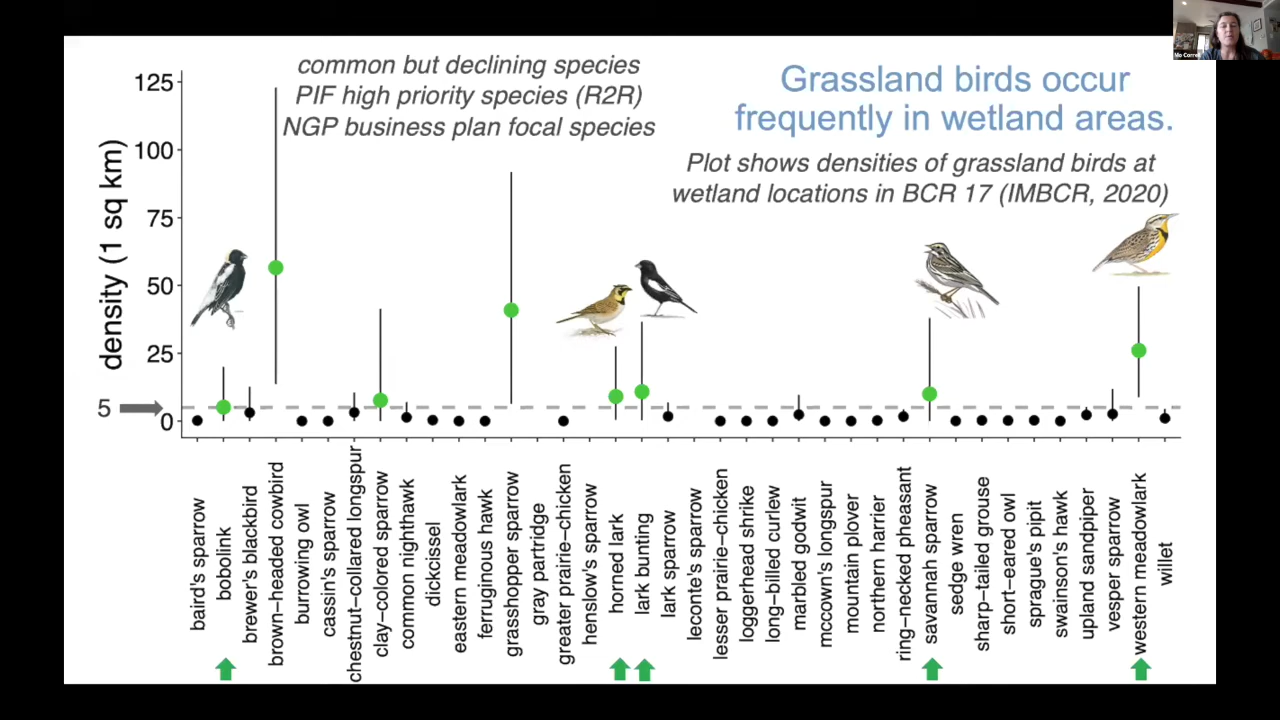 common but declining species
PIF high priority species (R2R)
NGP business plan focal species
Grassland birds occur
frequently in wetland areas.
Plot shows densities of grassland birds at
wetland locations in BCR 17 (IMBCR, 2020)
density (1 sq km)
125
100
75
50
25
5
0
baird's sparrow
bobolink
brewer's blackbird
brown−headed cowbird
burrowing owl
cassin's sparrow
chestnut−collared longspur
clay−colored sparrow
common nighthawk
dickcissel
eastern meadowlark
ferruginous hawk
grasshopper sparrow
gray partridge
greater prairie−chicken
henslow's sparrow
horned lark
lark bunting
lark sparrow
leconte's sparrow
lesser prairie−chicken
loggerhead shrike
long−billed curlew
marbled godwit
mccown's longspur
mountain plover
northern harrier
ring−necked pheasant
savannah sparrow
sedge wren
sharp−tailed grouse
short−eared owl
sprague's pipit
swainson's hawk
upland sandpiper
vesper sparrow
western meadowlark
willet